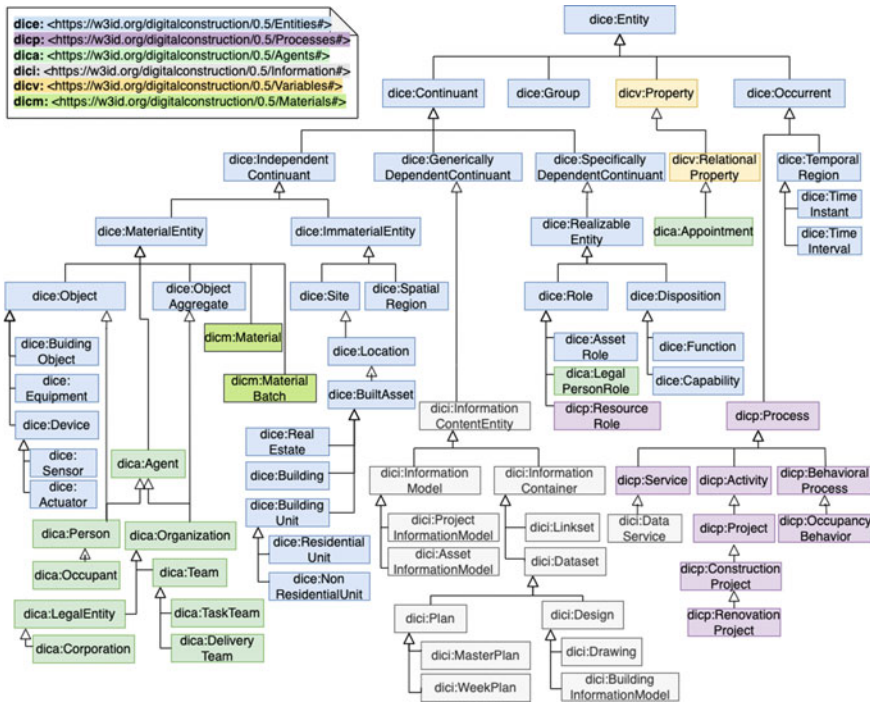 dice: <https://w3id.org/digitalconstruction/0.5/Entities#>
dicp: <https://w3id.org/digitalconstruction/0.5/Processes#>
dica: <https://w3id.org/digitalconstruction/0.5/Agents#>
dici: <https://w3id.org/digitalconstruction/0.5/Information#>
dicv: <https://w3id.org/digitalconstruction/0.5/Variables#>
dicm: <https://w3id.org/digitalconstruction/0.5/Materials#>
dice:Entity
dice:Continuant
dice:Group
dicv:Property
dice:Occurrent
dice:Independent
Continuant
dice:Generically
DependentContinuant
dice:Specifically
DependentContinuant
dicv:Relational
Property
dice:Temporal
Region
dice:Time
Instant
dice:Time
Interval
dice:MaterialEntity
dice:ImmaterialEntity
dice:Realizable
Entity
dica:Appointment
dice:Object
dice:Object
Aggregate
dice:Site
dice:Spatial
Region
dice:Role
dice:Disposition
dicm:Material
dicm:Material
Batch
dice:Buiding
Object
dice:
Equipment
dice:Device
dice:
Sensor
dice:
Actuator
dice:Location
dice:BuiltAsset
dice:Asset
Role
dica:Legal
PersonRole
dicp:Resource
Role
dice:Function
dice:Capability
dica:Agent
dice:Real
Estate
dice:Building
dice:Building
Unit
dice:Residential
Unit
dice:Non
ResidentialUnit
dici:Information
ContentEntity
dicp:Process
dici:Information
Model
dici:Information
Container
dicp:Service
dicp:Activity
dicp:Behavioral
Process
dica:Person
dica:Organization
dici:Project
InformationModel
dici:Asset
InformationModel
dici:Linkset
dici:Dataset
dici:Data
Service
dicp:Project
dicp:Occupancy
Behavior
dica:Occupant
dica:Team
dicp:Construction
Project
dica:LegalEntity
dica:TaskTeam
dici:Plan
dici:Design
dicp:Renovation
Project
dica:Corporation
dica:Delivery
Team
dici:MasterPlan
dici:WeekPlan
dici:Drawing
dici:Building
InformationModel